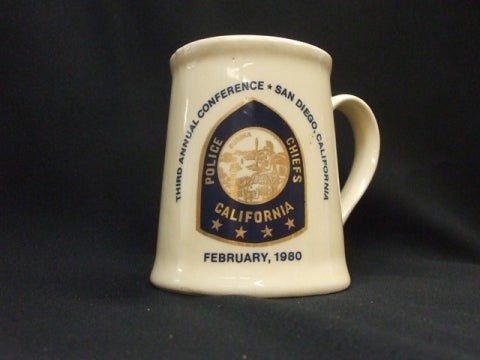 THIRD ANNUAL CONFERENCE * SAN DIEGO, CALIFORNIA
POLICE
CHIEFS
CALIFORNIA
FEBRUARY, 1980